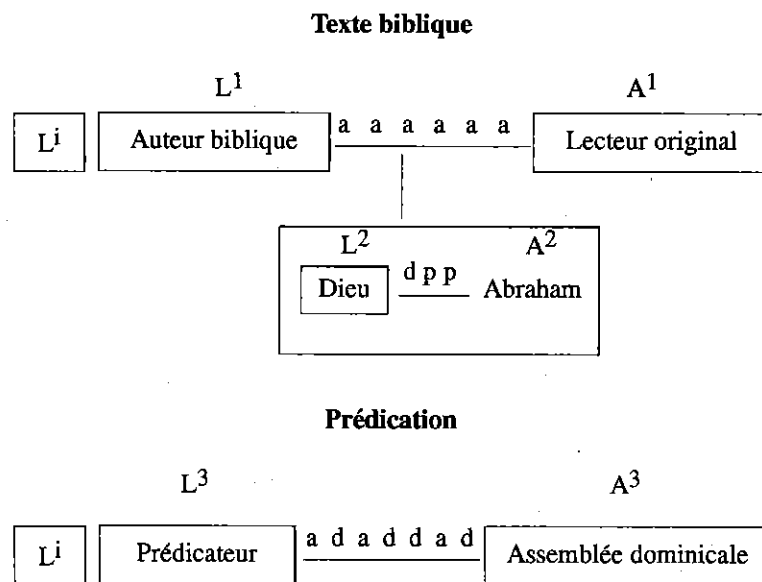 Texte biblique
L1 A1
Li Auteur biblique a a a a a a Lecteur original
L2 A2
Dieu d p p Abraham
Prédication
L3 A3
Li Prédicateur a d a d d a d Assemblée dominicale